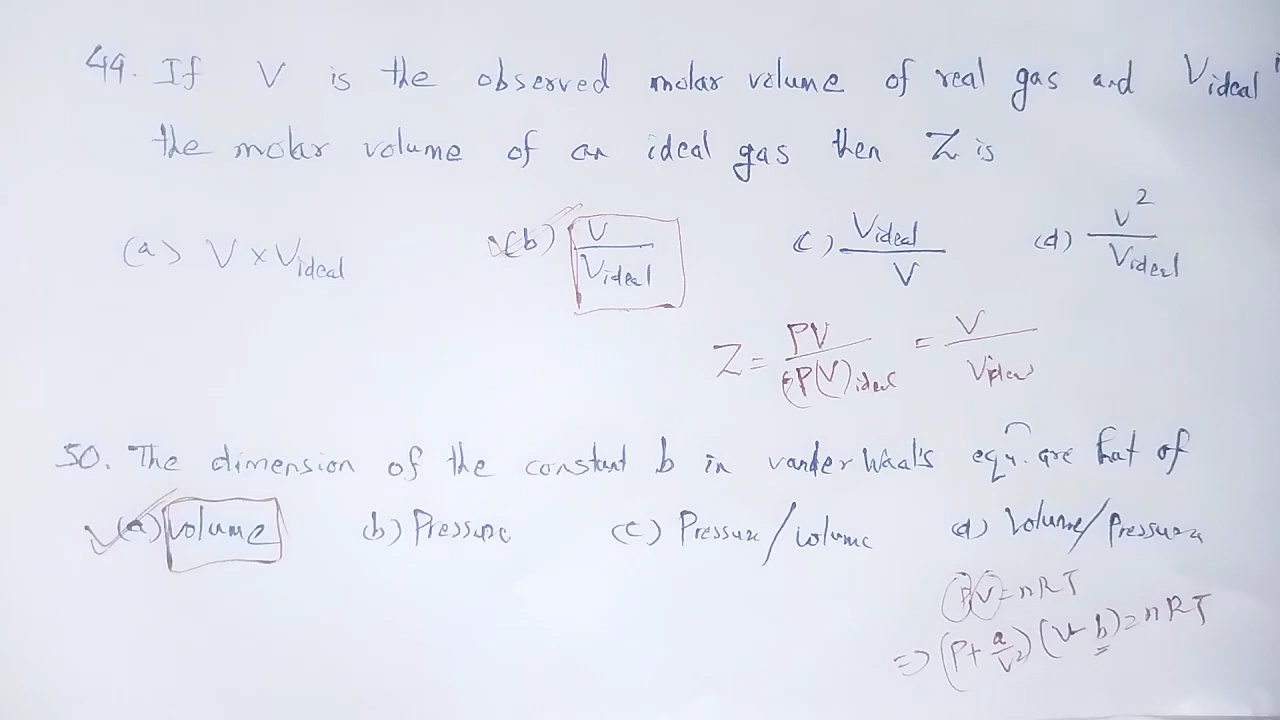 49. If V is the observed molar volume of real gas and Videal
the molar volume of an ideal gas then Z is
(a) V × Videal (b) V / Videal (c) Videal / V (d) V² / Videal
Z = PV / P(V)ideal = V / Videal
50. The dimension of the constant b in vander Waal's equn. are that of
(a) Volume (b) Pressure (c) Pressure/volume (d) Volume/Pressure
PV = nRT
=> (P + a/V²) (V - b) = nRT